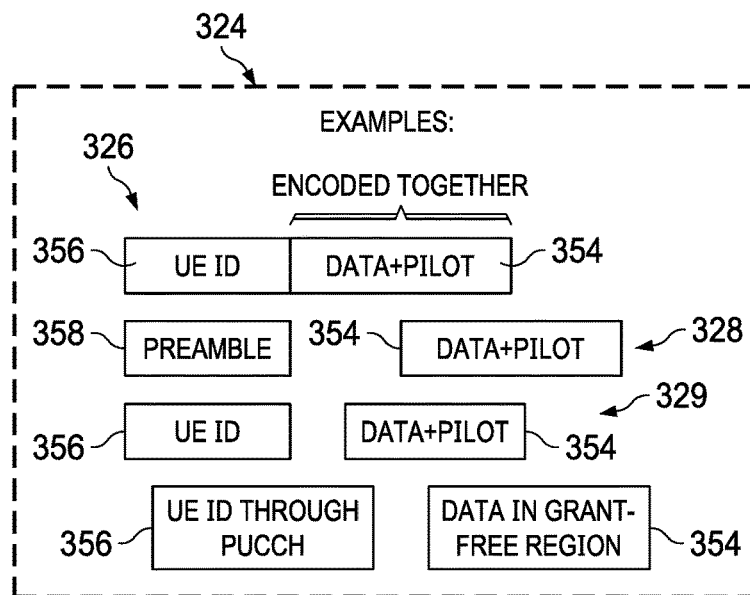 324
EXAMPLES:
326
ENCODED TOGETHER
356 UE ID DATA+PILOT 354
358 PREAMBLE 354 DATA+PILOT 328
329
356 UE ID DATA+PILOT 354
UE ID THROUGH DATA IN GRANT-
356 PUCCH FREE REGION 354